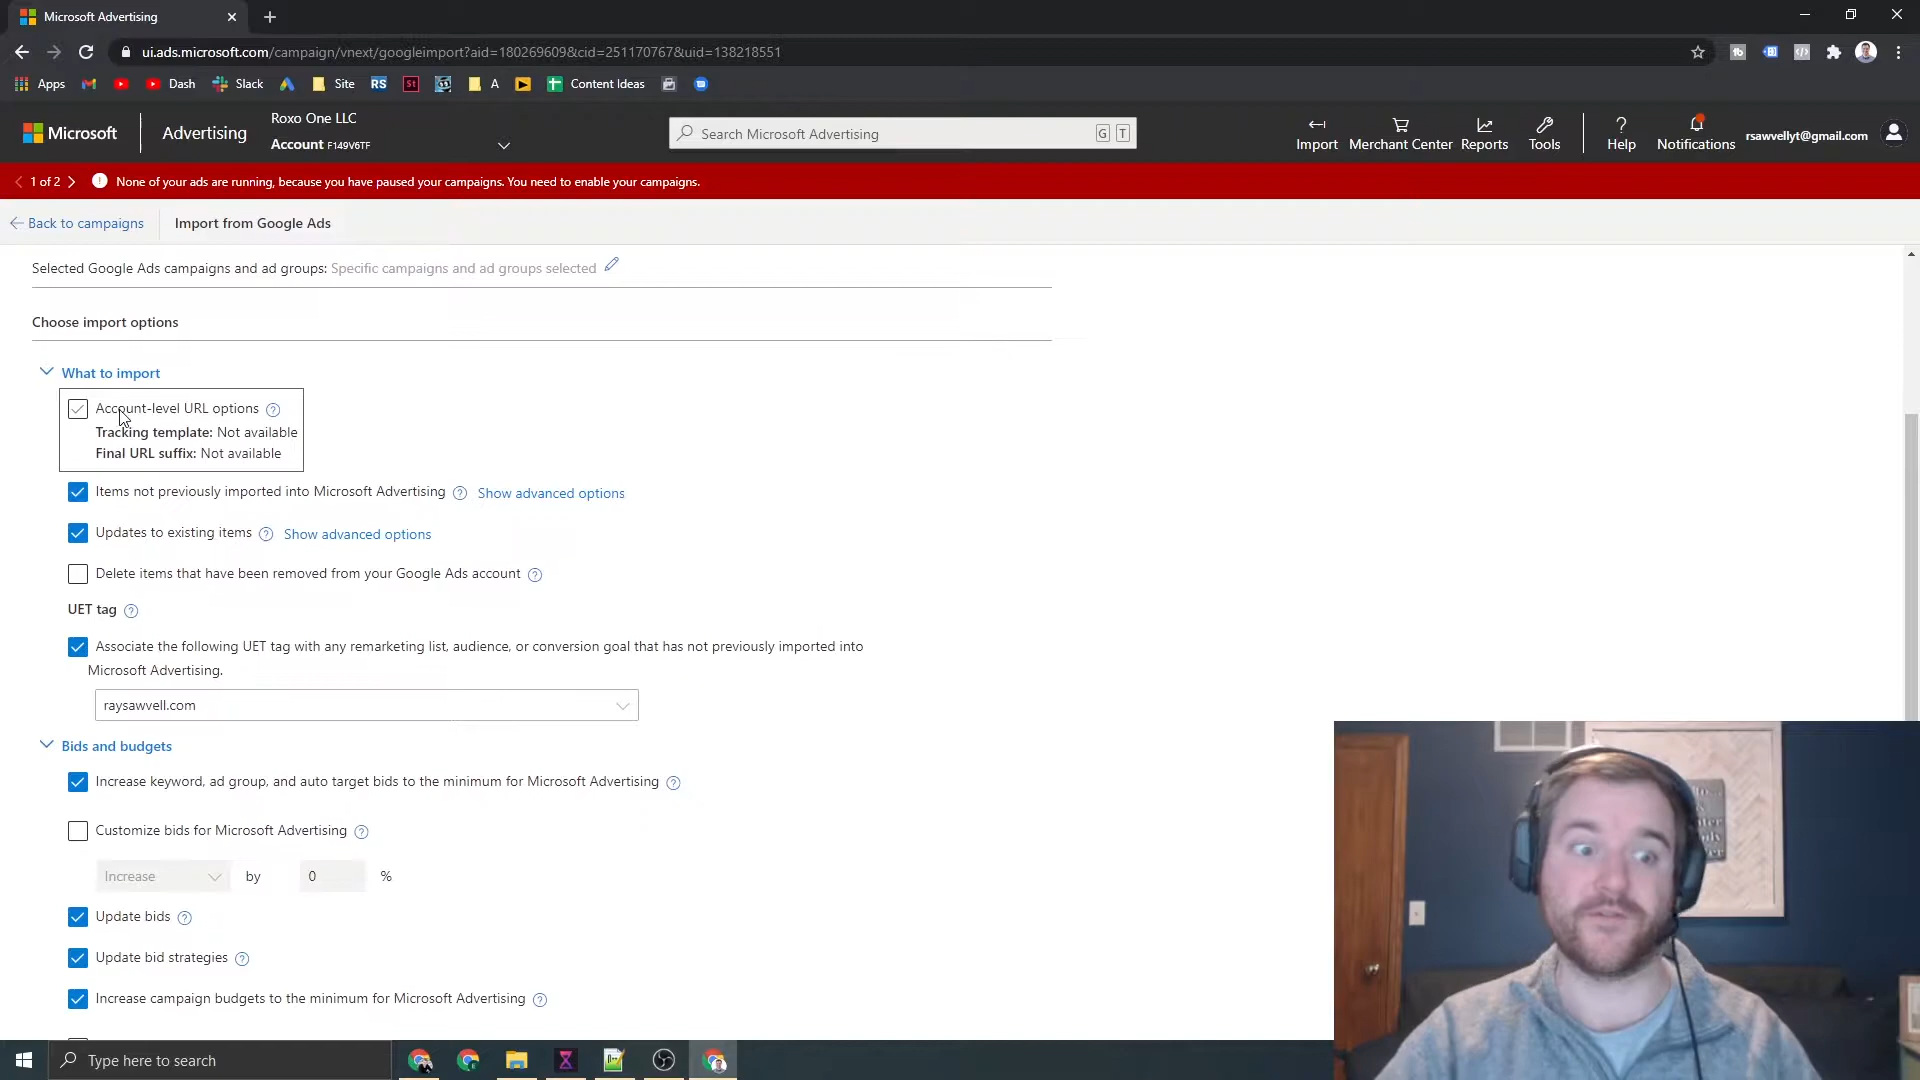 Microsoft Advertising
ui.ads.microsoft.com/campaign/vnext/googleimport?aid=180269609&cid=251170767&uid=138218551
Apps Dash Slack Site RS St A Content Ideas
Microsoft Advertising
Roxo One LLC
Account F149V6TF
Search Microsoft Advertising G T
Import Merchant Center Reports Tools Help Notifications rsawvellyt@gmail.com
1 of 2 None of your ads are running, because you have paused your campaigns. You need to enable your campaigns.
Back to campaigns Import from Google Ads
Selected Google Ads campaigns and ad groups: Specific campaigns and ad groups selected
Choose import options
What to import
Account-level URL options
Tracking template: Not available
Final URL suffix: Not available
Items not previously imported into Microsoft Advertising Show advanced options
Updates to existing items Show advanced options
Delete items that have been removed from your Google Ads account
UET tag
Associate the following UET tag with any remarketing list, audience, or conversion goal that has not previously imported into
Microsoft Advertising.
raysawvell.com
Bids and budgets
Increase keyword, ad group, and auto target bids to the minimum for Microsoft Advertising
Customize bids for Microsoft Advertising
Increase by 0 %
Update bids
Update bid strategies
Increase campaign budgets to the minimum for Microsoft Advertising
Type here to search